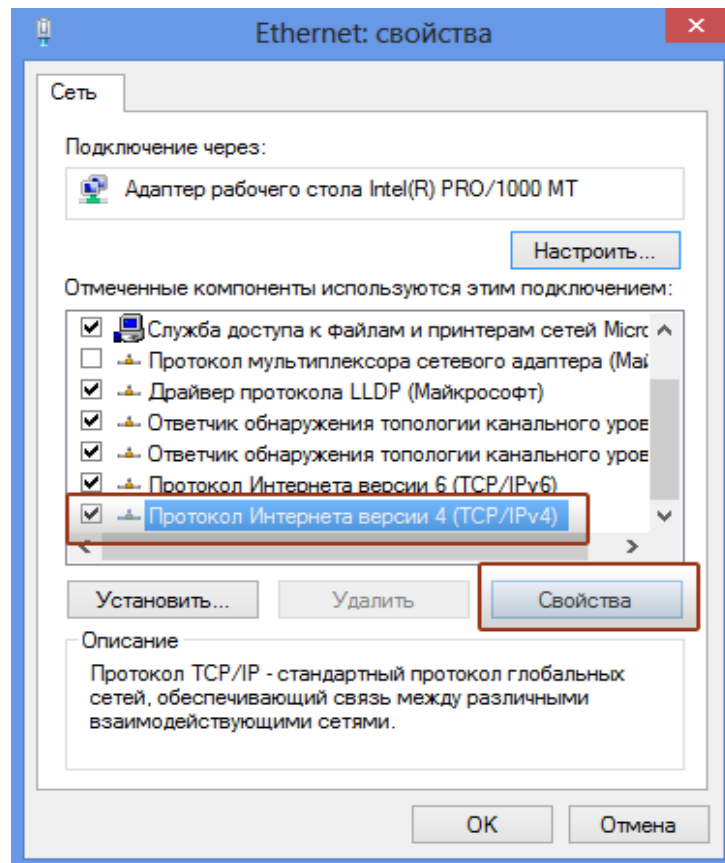 Ethernet: свойства
Сеть
Подключение через:
Адаптер рабочего стола Intel(R) PRO/1000 MT
Настроить...
Отмеченные компоненты используются этим подключением:
Служба доступа к файлам и принтерам сетей Micrс
Протокол мультиплексора сетевого адаптера (Май
Драйвер протокола LLDP (Майкрософт)
Ответчик обнаружения топологии канального уров
Ответчик обнаружения топологии канального уров
Протокол Интернета версии 6 (TCP/IPv6)
Протокол Интернета версии 4 (TCP/IPv4)
Установить...
Удалить
Свойства
Описание
Протокол TCP/IP - стандартный протокол глобальных
сетей, обеспечивающий связь между различными
взаимодействующими сетями.
OK
Отмена